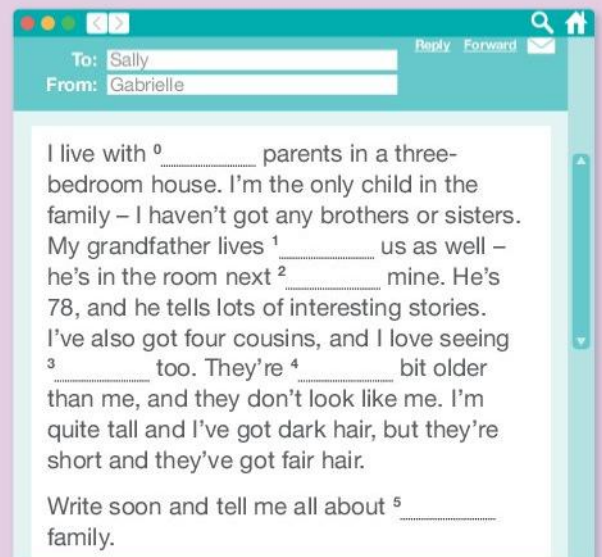 Reply Forward
To: Sally
From: Gabrielle
I live with 0 parents in a three-
bedroom house. I'm the only child in the
family – I haven't got any brothers or sisters.
My grandfather lives 1 us as well –
he's in the room next 2 mine. He's
78, and he tells lots of interesting stories.
I've also got four cousins, and I love seeing
3 too. They're 4 bit older
than me, and they don't look like me. I'm
quite tall and I've got dark hair, but they're
short and they've got fair hair.
Write soon and tell me all about 5
family.